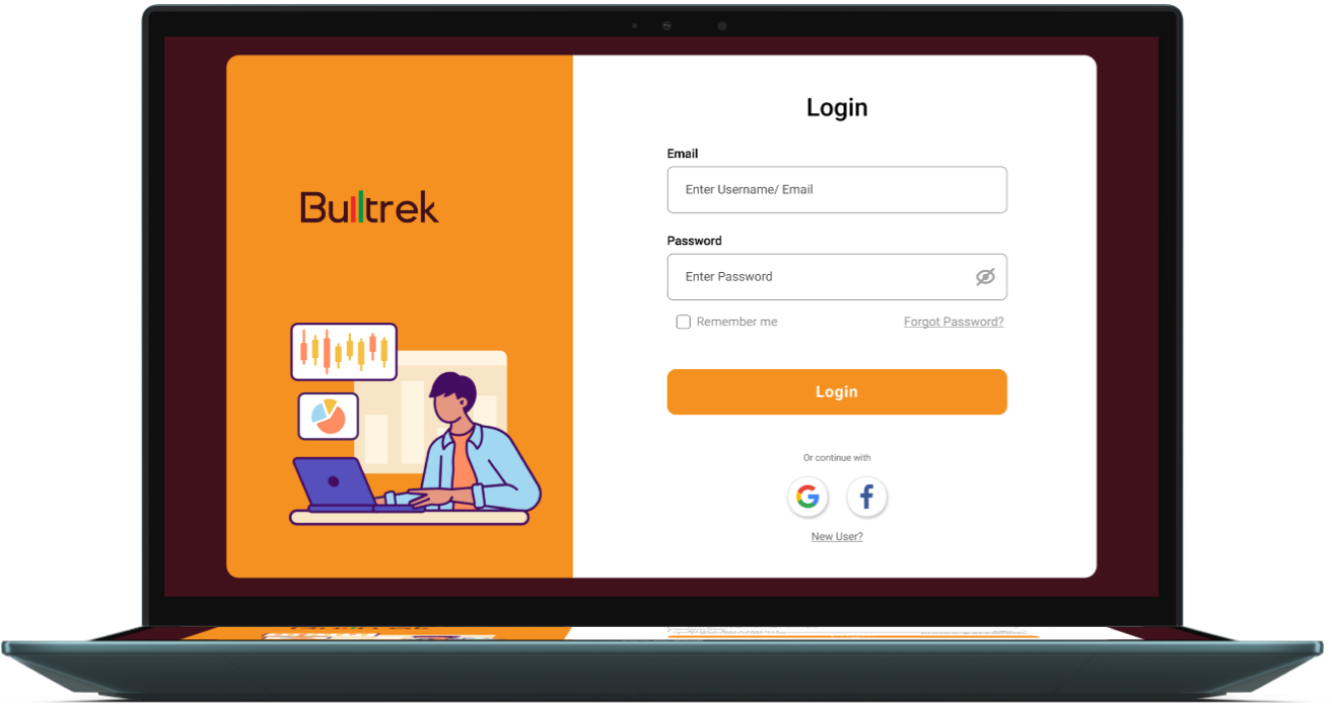 Bulltrek
Login
Email
Enter Username/ Email
Password
Enter Password
Remember me
Forgot Password?
Login
Or continue with
New User?